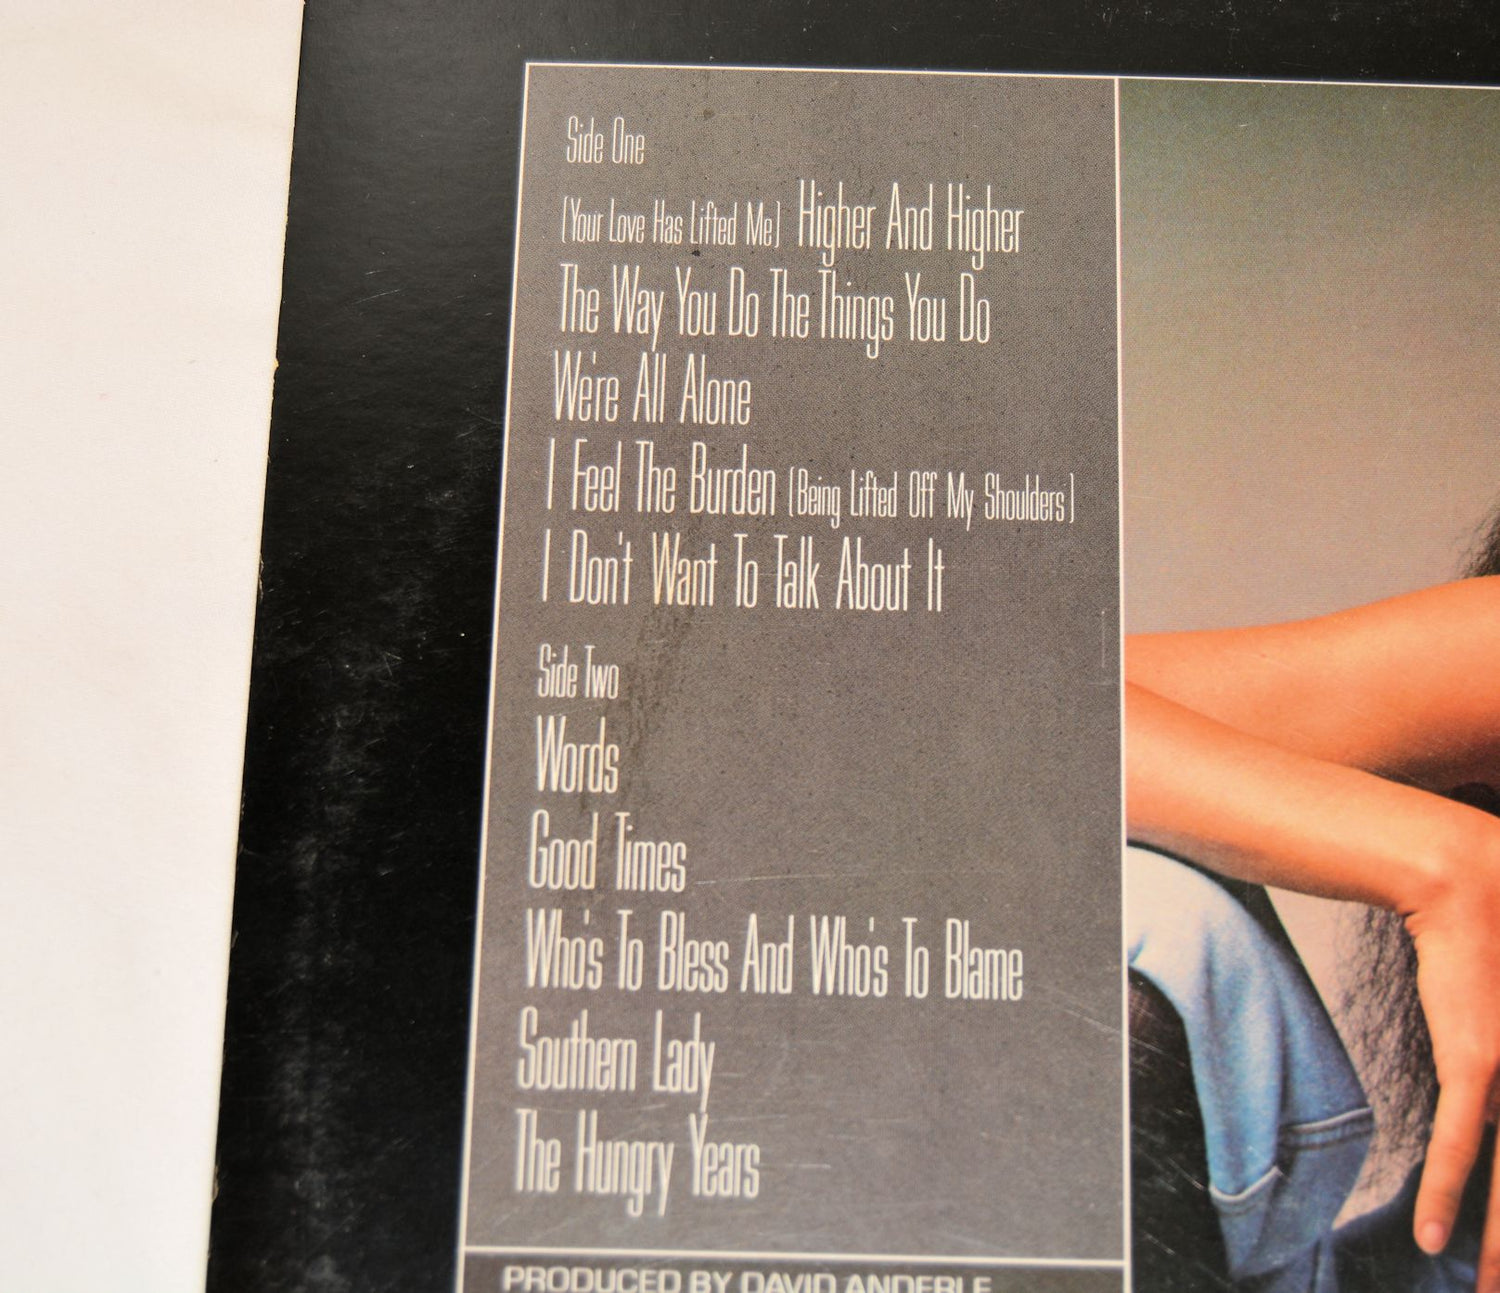 Side One
(Your Love Has Lifted Me) Higher And Higher
The Way You Do The Things You Do
We're All Alone
I Feel The Burden (Being Lifted Off My Shoulders)
I Don't Want To Talk About It
Side Two
Words
Good Times
Who's To Bless And Who's To Blame
Southern Lady
The Hungry Years
PRODUCED BY DAVID ANDERLE